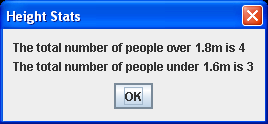 Height Stats
The total number of people over 1.8m is 4
The total number of people under 1.6m is 3
OK